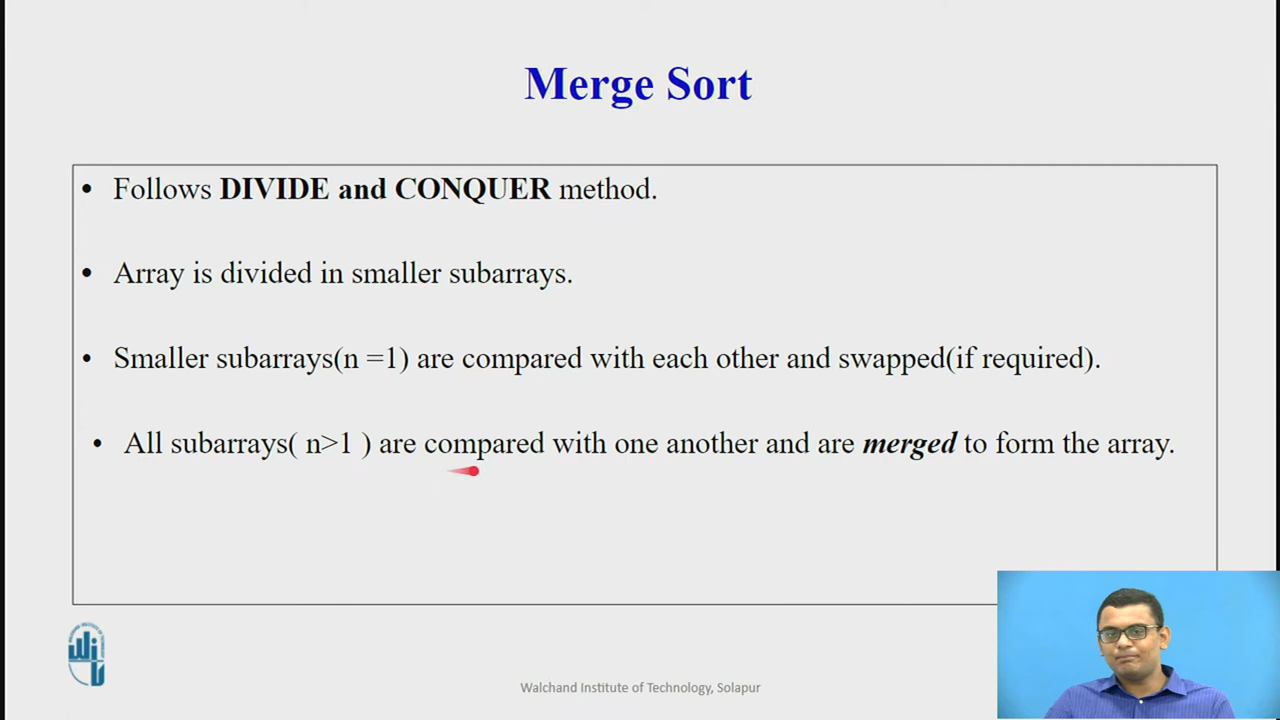 Merge Sort
• Follows DIVIDE and CONQUER method.
• Array is divided in smaller subarrays.
• Smaller subarrays(n =1) are compared with each other and swapped(if required).
• All subarrays( n>1 ) are compared with one another and are merged to form the array.
Walchand Institute of Technology, Solapur